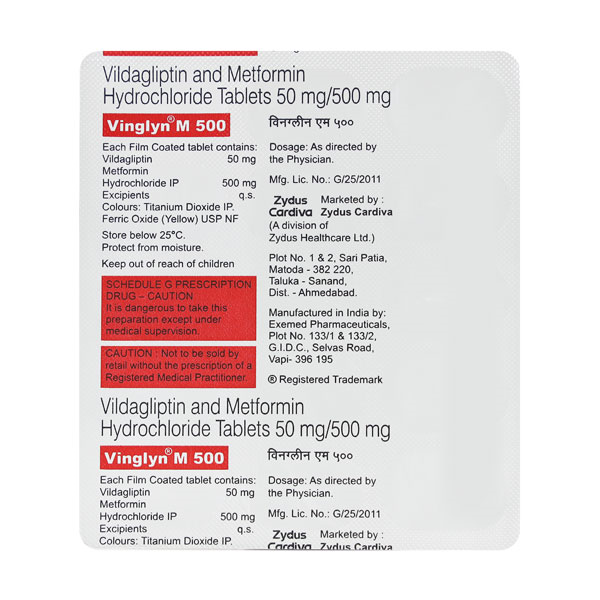 Vildagliptin and Metformin
Hydrochloride Tablets 50 mg/500 mg
Vinglyn® M 500
विनग्लीन एम ५००
Each Film Coated tablet contains:
Vildagliptin 50 mg
Metformin
Hydrochloride IP 500 mg
Excipients q.s.
Colours: Titanium Dioxide IP.
Ferric Oxide (Yellow) USP NF
Store below 25°C.
Protect from moisture.
Keep out of reach of children
SCHEDULE G PRESCRIPTION
DRUG – CAUTION
It is dangerous to take this
preparation except under
medical supervision.
CAUTION : Not to be sold by
retail without the prescription of a
Registered Medical Practitioner.
Dosage: As directed by
the Physician.
Mfg. Lic. No.: G/25/2011
Zydus Cardiva
Marketed by :
Zydus Cardiva
(A division of
Zydus Healthcare Ltd.)
Plot No. 1 & 2, Sari Patia,
Matoda - 382 220,
Taluka - Sanand,
Dist. - Ahmedabad.
Manufactured in India by:
Exemed Pharmaceuticals,
Plot No. 133/1 & 133/2,
G.I.D.C., Selvas Road,
Vapi- 396 195
® Registered Trademark
Vildagliptin and Metformin
Hydrochloride Tablets 50 mg/500 mg
Vinglyn® M 500
विनग्लीन एम ५००
Each Film Coated tablet contains:
Vildagliptin 50 mg
Metformin
Hydrochloride IP 500 mg
Excipients q.s.
Colours: Titanium Dioxide IP.
Dosage: As directed by
the Physician.
Mfg. Lic. No.: G/25/2011
Zydus Cardiva
Marketed by :
Zydus Cardiva